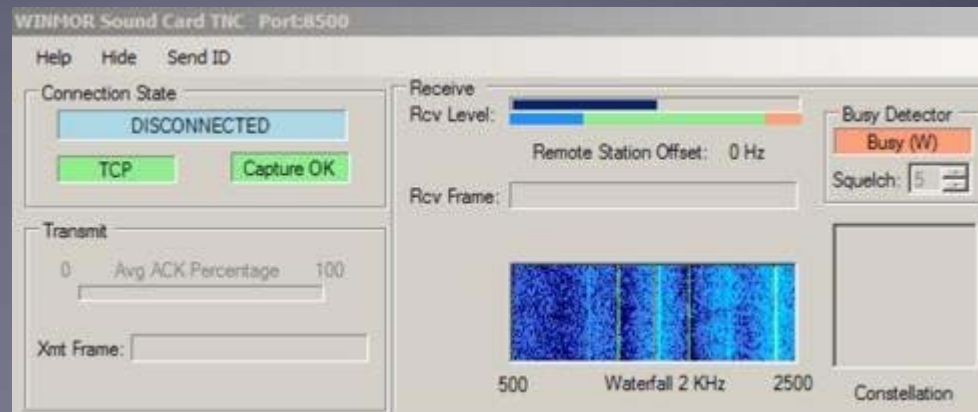 WINMOR Sound Card TNC Port:8500
Help Hide Send ID
Connection State
DISCONNECTED
TCP Capture OK
Transmit
0 Avg ACK Percentage 100
Xmt Frame:
Receive
Rcv Level:
Remote Station Offset: 0 Hz
Rcv Frame:
500 Waterfall 2 KHz 2500
Busy Detector
Busy (W)
Squelch: 5
Constellation